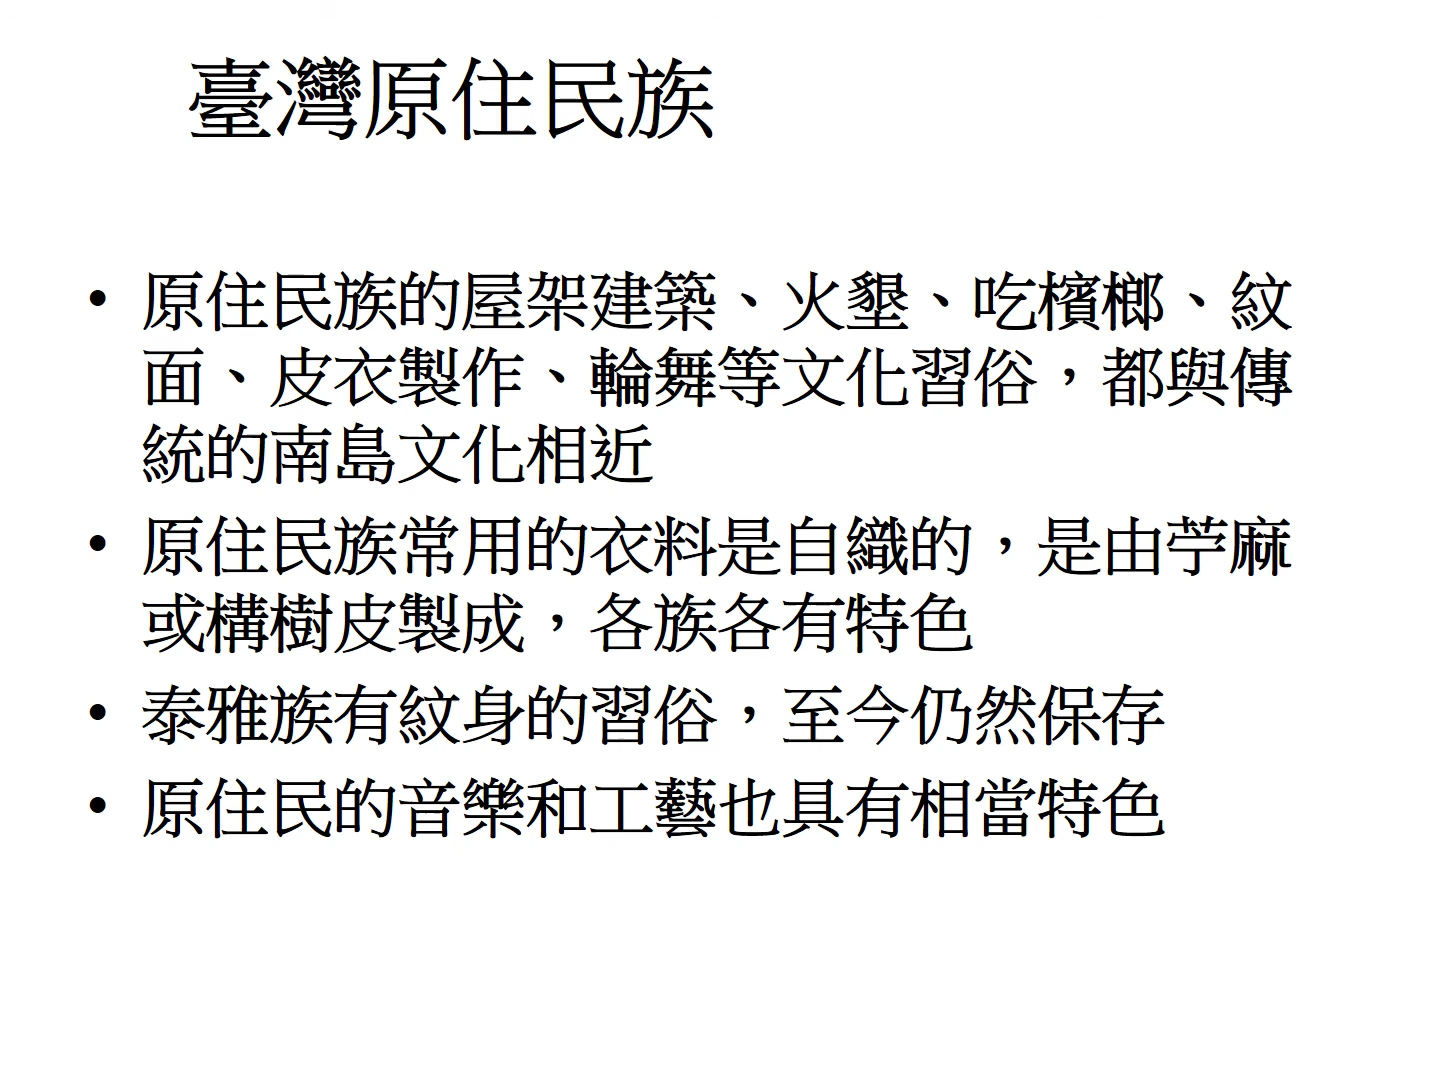 臺灣原住民族
• 原住民族的屋架建築、火墾、吃檳榔、紋
面、皮衣製作、輪舞等文化習俗，都與傳
統的南島文化相近
• 原住民族常用的衣料是自織的，是由苧麻
或構樹皮製成，各族各有特色
• 泰雅族有紋身的習俗，至今仍然保存
• 原住民的音樂和工藝也具有相當特色